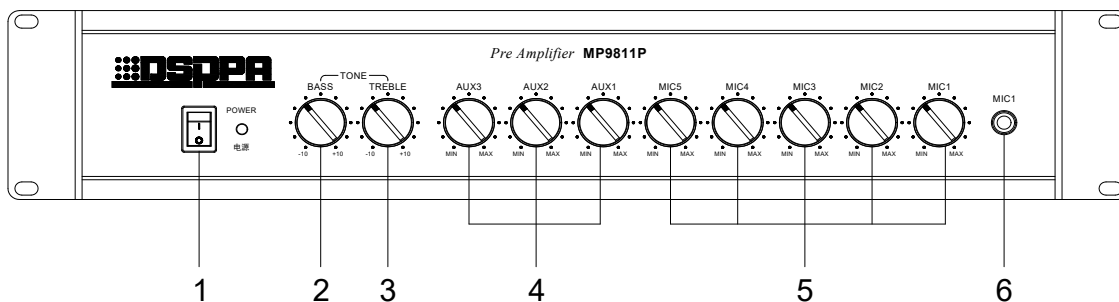 Pre Amplifier MP9811P
DSPPA
TONE
BASS TREBLE AUX3 AUX2 AUX1 MIC5 MIC4 MIC3 MIC2 MIC1
MIC1
POWER
电源
-10 +10 -10 +10 MIN MAX MIN MAX MIN MAX MIN MAX MIN MAX MIN MAX MIN MAX MIN MAX
1 2 3 4 5 6